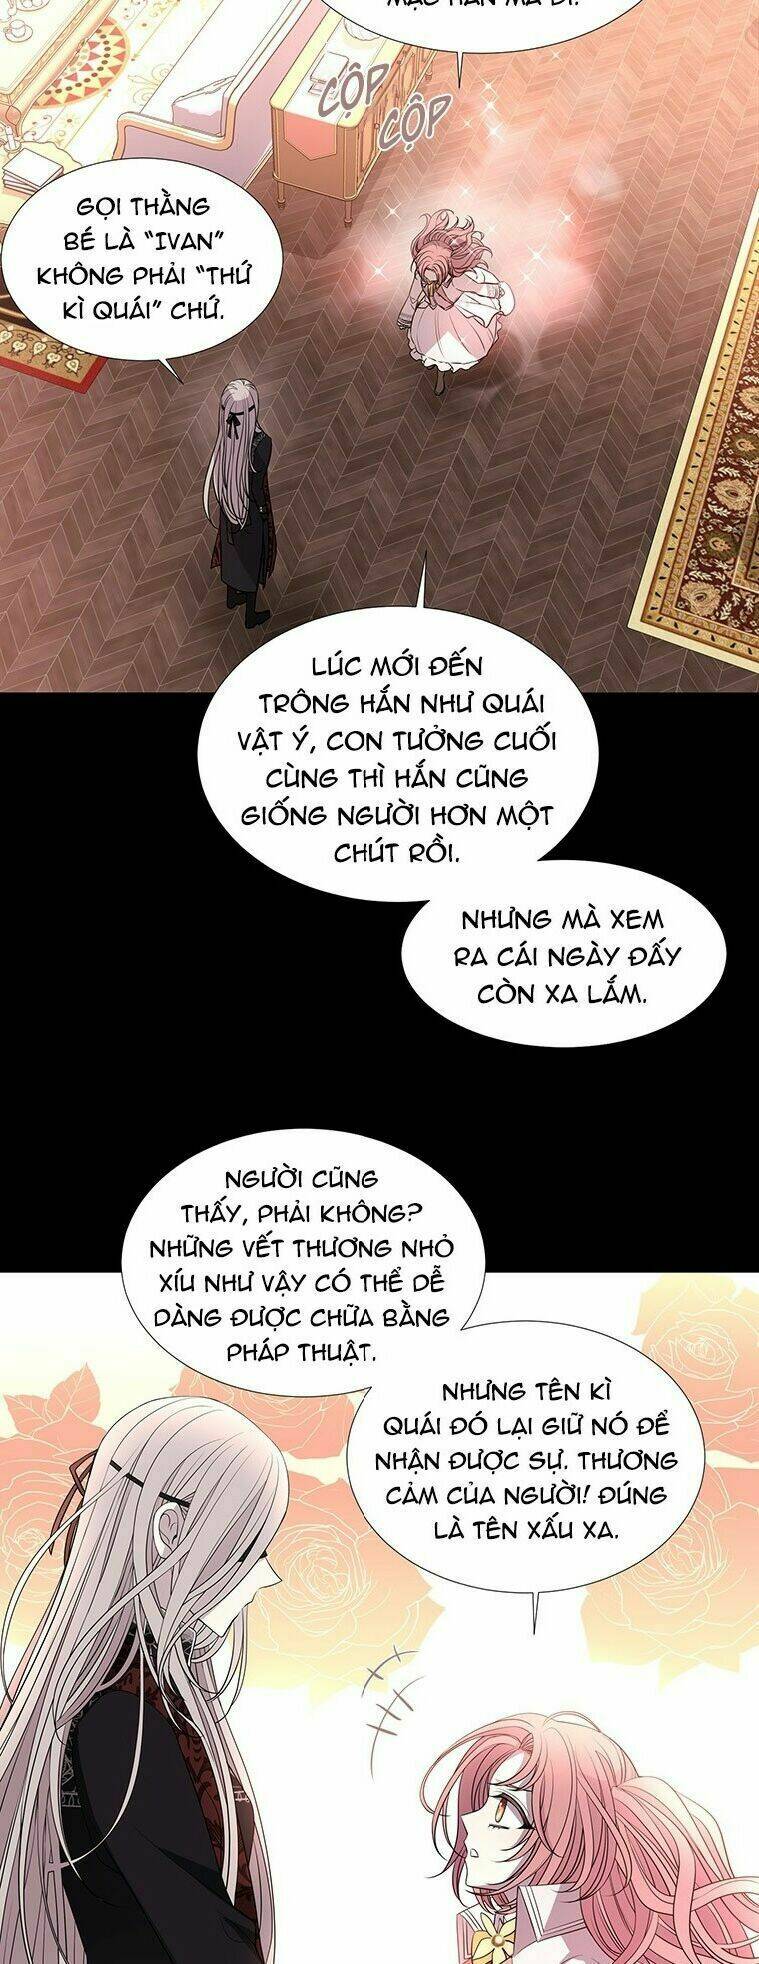 MẶC HẮN MÀ ĐI.
CỘP
CỘP
GỌI THẰNG
BÉ LÀ "IVAN"
KHÔNG PHẢI "THỨ
KÌ QUÁI" CHỨ.
LÚC MỚI ĐẾN
TRÔNG HẮN NHƯ QUÁI
VẬT Ý, CON TƯỞNG CUỐI
CÙNG THÌ HẮN CŨNG
GIỐNG NGƯỜI HƠN MỘT
CHÚT RỒI.
NHƯNG MÀ XEM
RA CÁI NGÀY ĐẤY
CÒN XA LẮM.
NGƯỜI CŨNG
THẤY, PHẢI KHÔNG?
NHỮNG VẾT THƯƠNG NHỎ
XÍU NHƯ VẬY CÓ THỂ DỄ
DÀNG ĐƯỢC CHỮA BẰNG
PHÁP THUẬT.
NHƯNG TÊN KÌ
QUÁI ĐÓ LẠI GIỮ NÓ ĐỂ
NHẬN ĐƯỢC SỰ. THƯƠNG
CẢM CỦA NGƯỜI! ĐÚNG
LÀ TÊN XẤU XA.